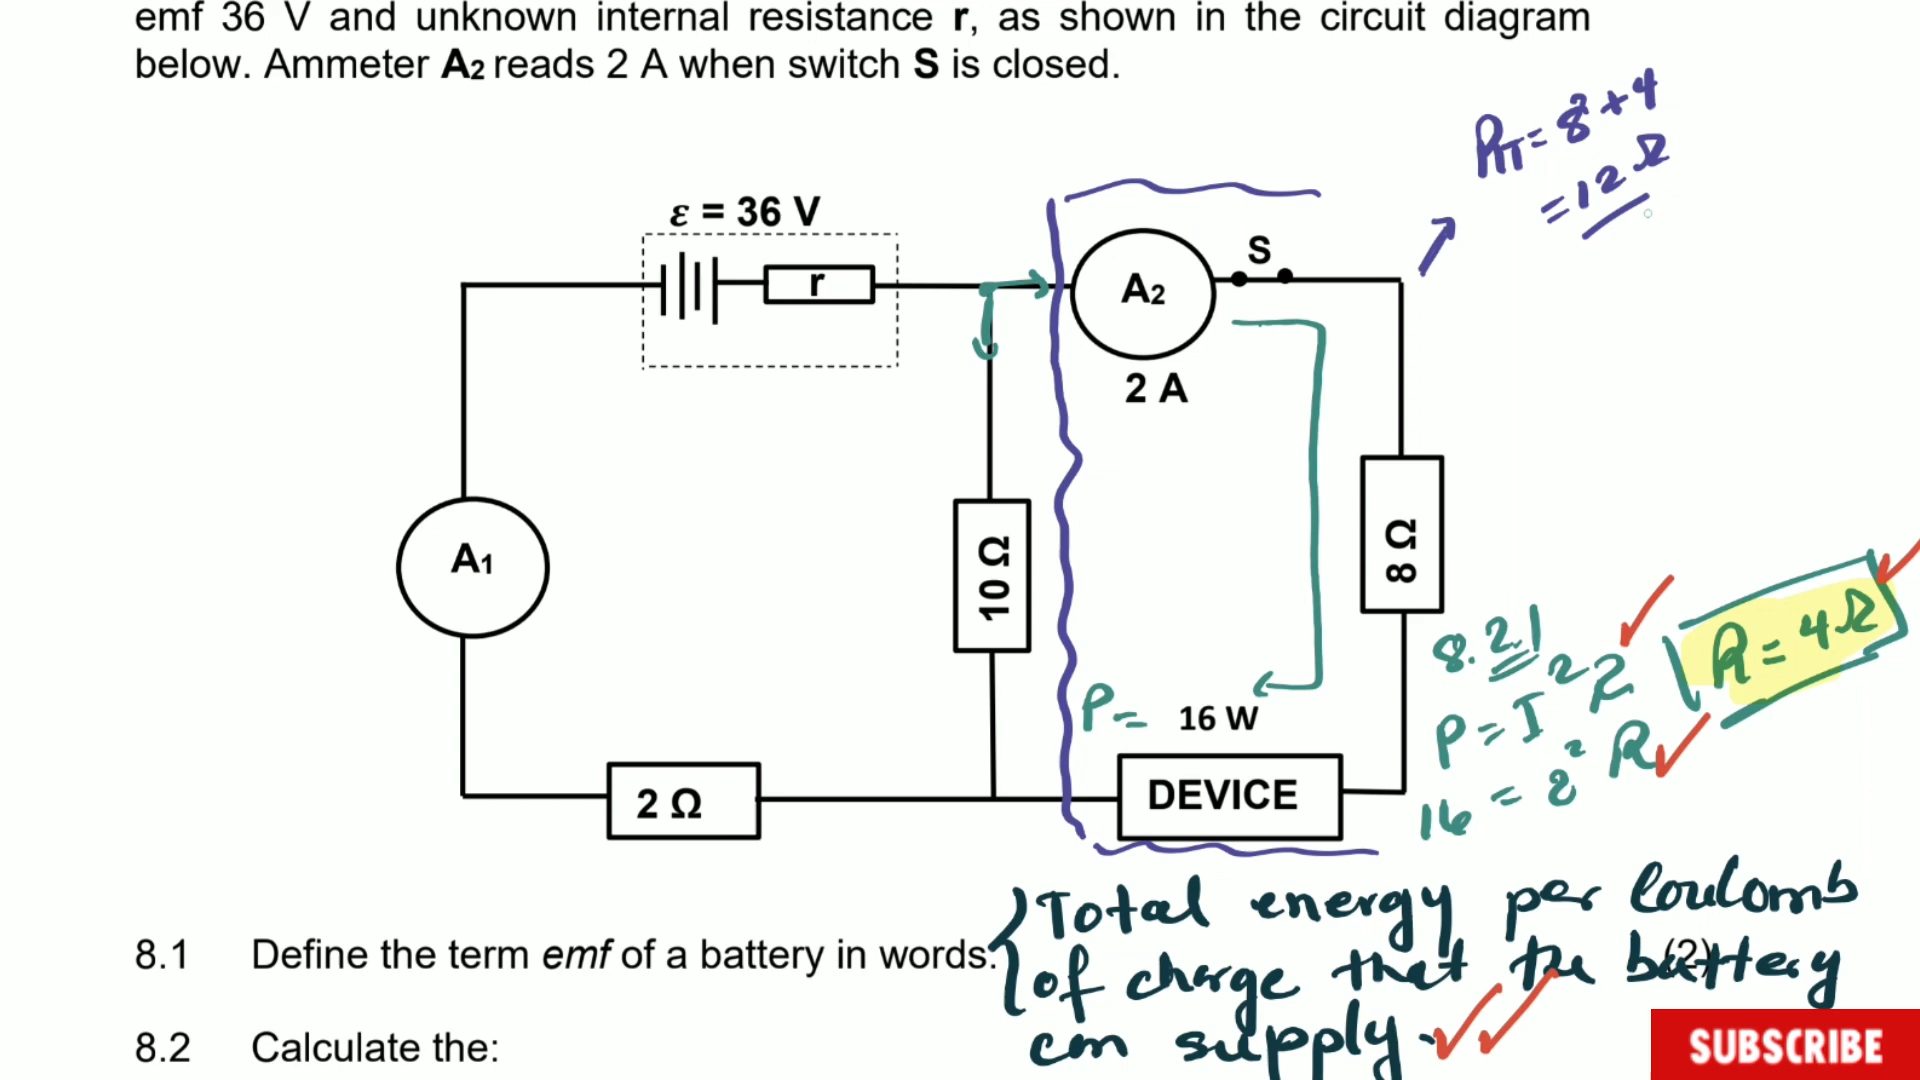 emf 36 V and unknown internal resistance r, as shown in the circuit diagram
below. Ammeter A2 reads 2 A when switch S is closed.
RT = 8 + 4
= 12 Ω
ε = 36 V
r
A2
S
2 A
A1
10 Ω
8 Ω
8.2.1
R = 4 Ω
P = I²R
16 = 2² R
P =
16 W
DEVICE
2 Ω
Total energy per Coulomb
8.1 Define the term emf of a battery in words. (2)
of charge that the battery
can supply.
8.2 Calculate the:
SUBSCRIBE